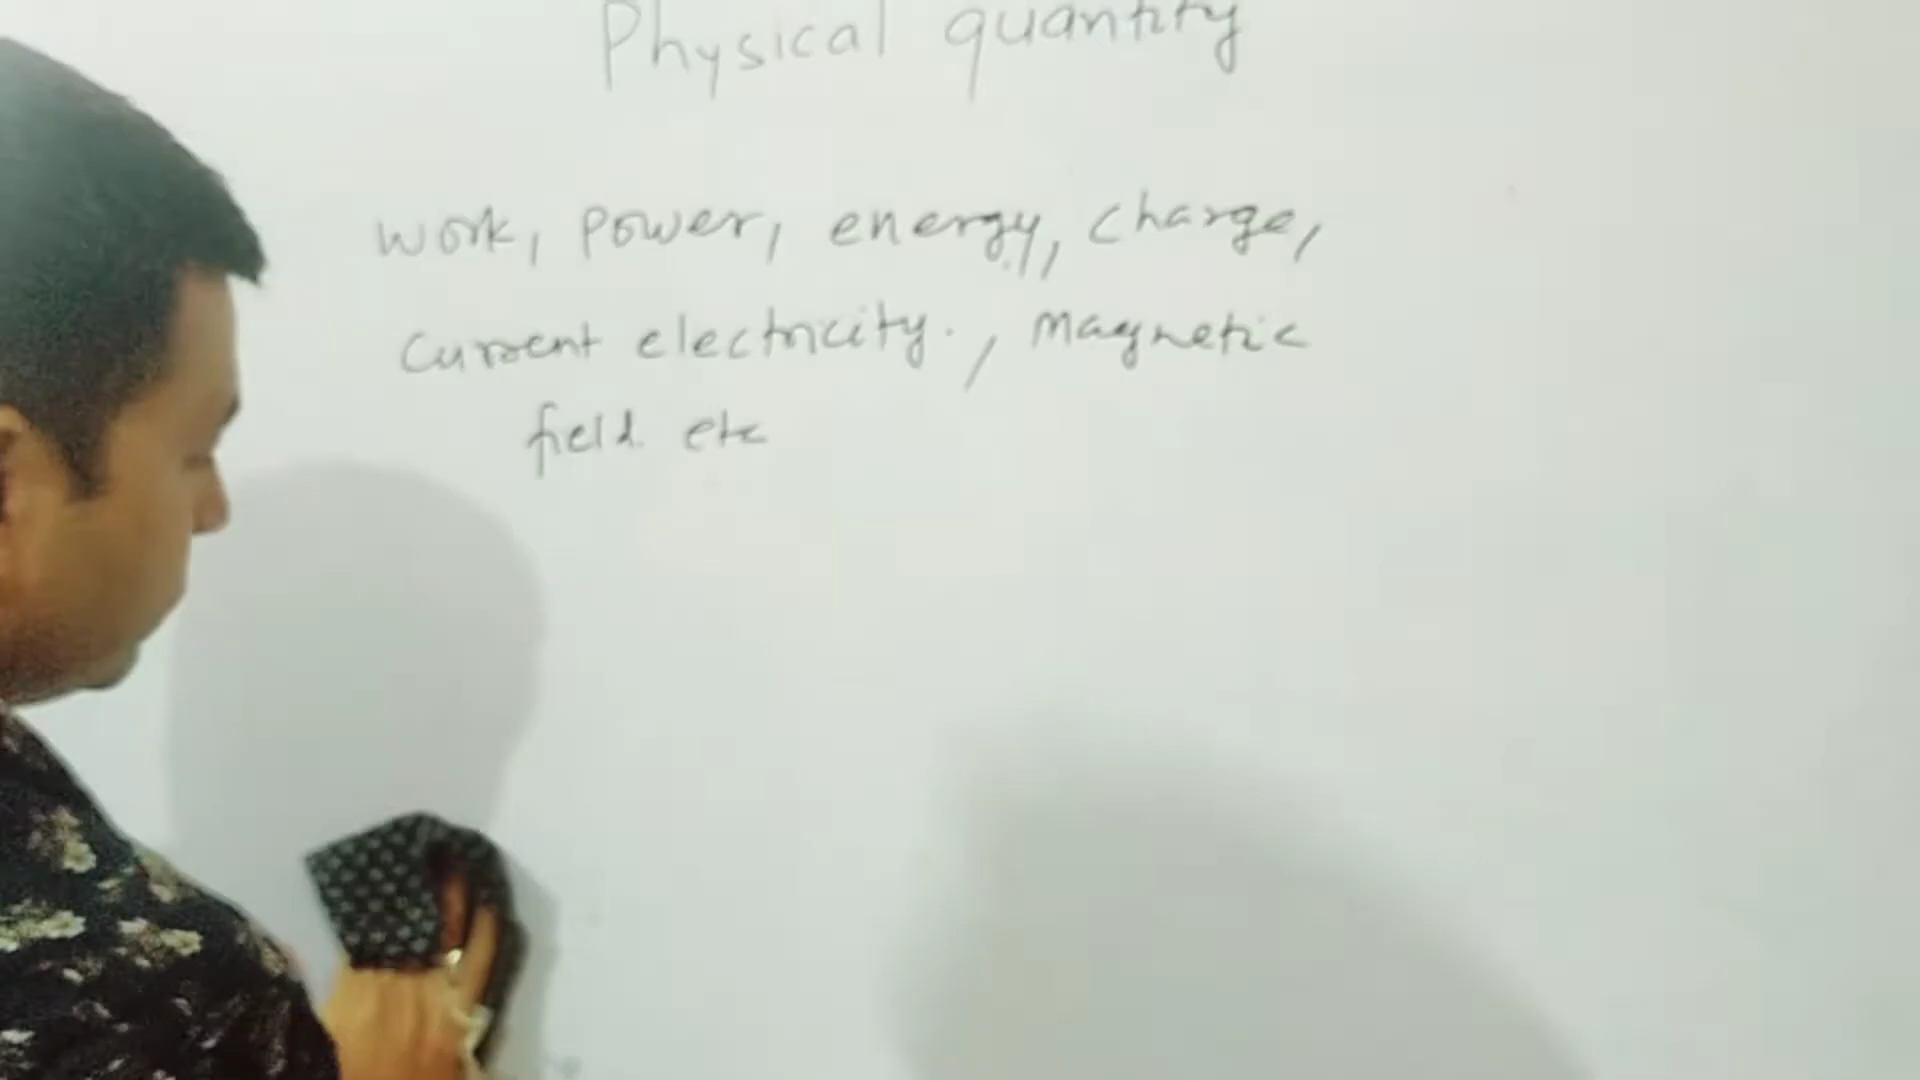 Physical quantity
work, power, energy, charge,
current electricity., magnetic
field etc